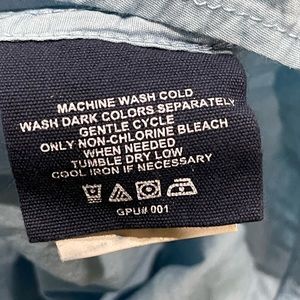 MACHINE WASH COLD
WASH DARK COLORS SEPARATELY
GENTLE CYCLE
ONLY NON-CHLORINE BLEACH
WHEN NEEDED
TUMBLE DRY LOW
COOL IRON IF NECESSARY
GPU# 001